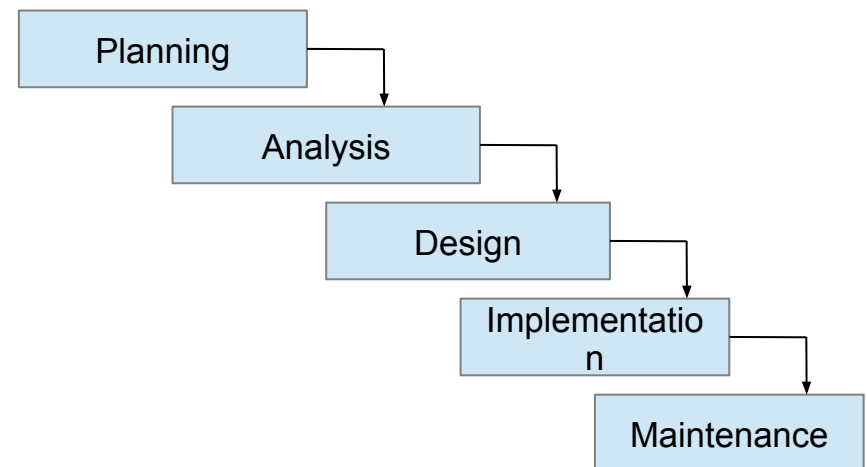 Planning
Analysis
Design
Implementatio
n
Maintenance